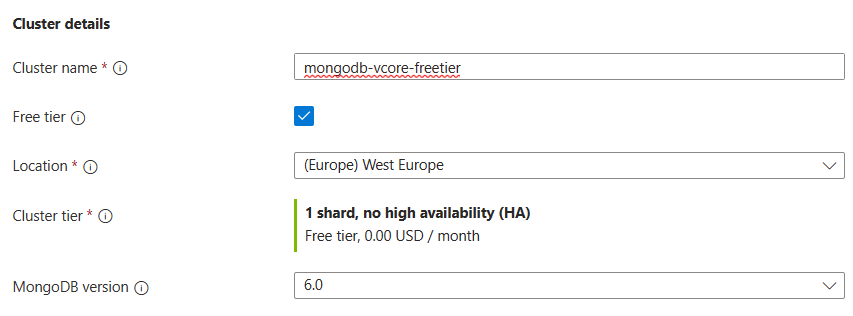 Cluster details
Cluster name *
mongodb-vcore-freetier
Free tier
Location *
(Europe) West Europe
Cluster tier *
1 shard, no high availability (HA)
Free tier, 0.00 USD / month
MongoDB version
6.0